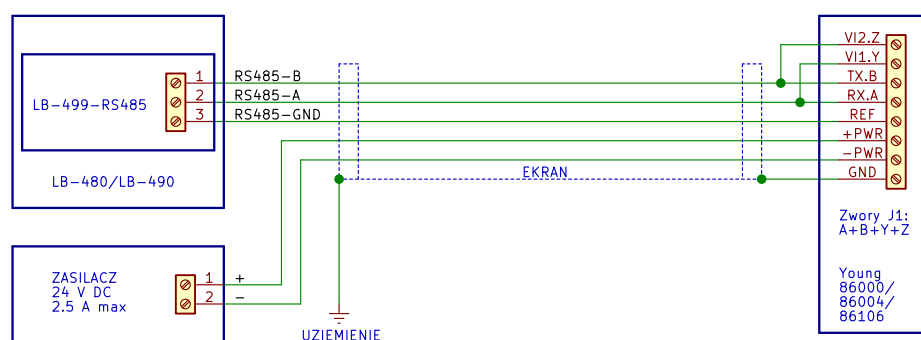 LB-499-RS485
1
2
3
LB-480/LB-490
RS485-B
RS485-A
RS485-GND
EKRAN
UZIEMIENIE
ZASILACZ
24 V DC
2.5 A max
1 +
2 -
VI2.Z
VI1.Y
TX.B
RX.A
REF
+PWR
-PWR
GND
Zwory J1:
A+B+Y+Z
Young
86000/
86004/
86106